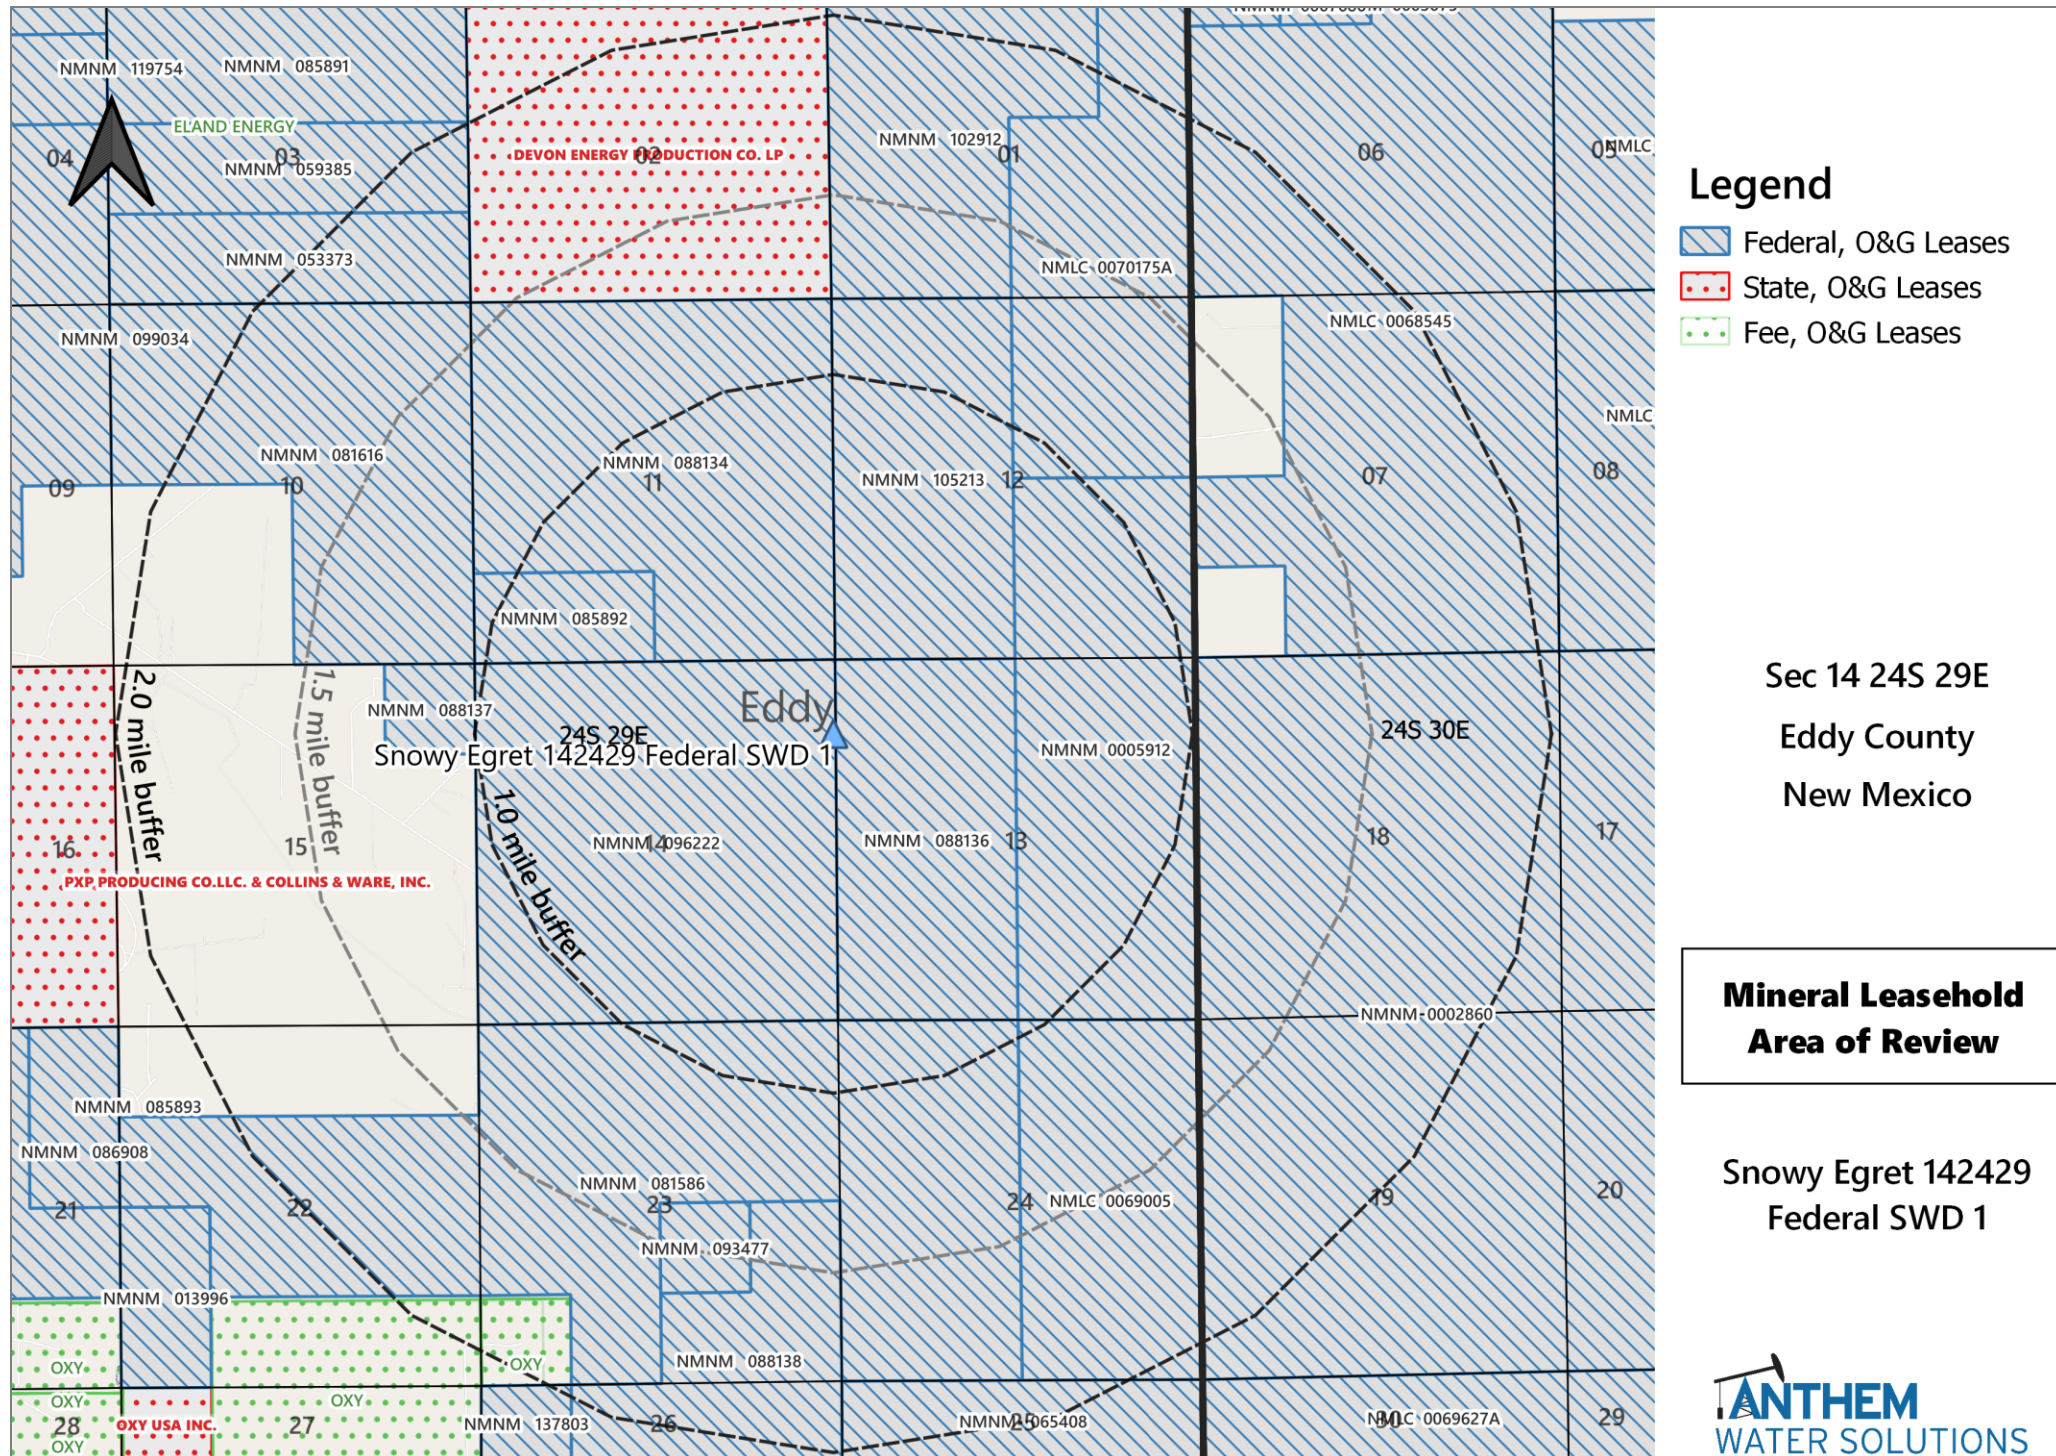 NMNM 119754
NMNM 085891
ELAND ENERGY
04
03
NMNM 059385
NMNM 053373
DEVON ENERGY PRODUCTION CO. LP
02
NMNM 102912
01
06
05
NMLC
NMLC 0070175A
NMNM 099034
NMLC 0068545
NMLC
NMNM 081616
NMNM 088134
NMNM 105213
09
10
11
12
07
08
NMNM 085892
2.0 mile buffer
1.5 mile buffer
NMNM 088137
Eddy
24S 29E
Snowy Egret 142429 Federal SWD 1
NMNM 0005912
24S 30E
1.0 mile buffer
16
15
NMNM 096222
14
NMNM 088136
13
18
17
PXP PRODUCING CO.LLC. & COLLINS & WARE, INC.
NMNM 0002860
NMNM 085893
NMNM 086908
21
22
NMNM 081586
23
24
NMLC 0069005
19
20
NMNM 093477
NMNM 013996
OXY
OXY
NMNM 088138
OXY
OXY
28
OXY
OXY USA INC.
27
NMNM 137803
26
NMNM 065408
25
30
NMLC 0069627A
29
Legend
Federal, O&G Leases
State, O&G Leases
Fee, O&G Leases
Sec 14 24S 29E
Eddy County
New Mexico
Mineral Leasehold
Area of Review
Snowy Egret 142429
Federal SWD 1
ANTHEM
WATER SOLUTIONS